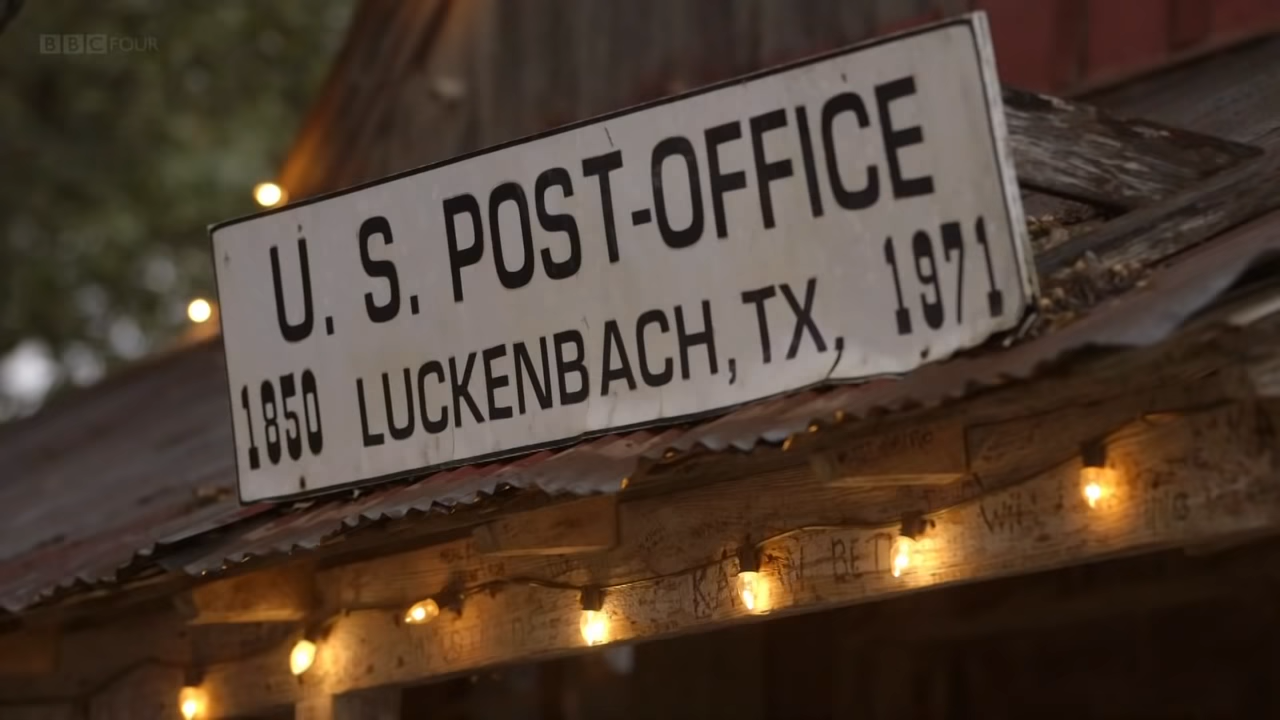 BBC FOUR
U. S. POST-OFFICE
1850 LUCKENBACH, TX, 1971